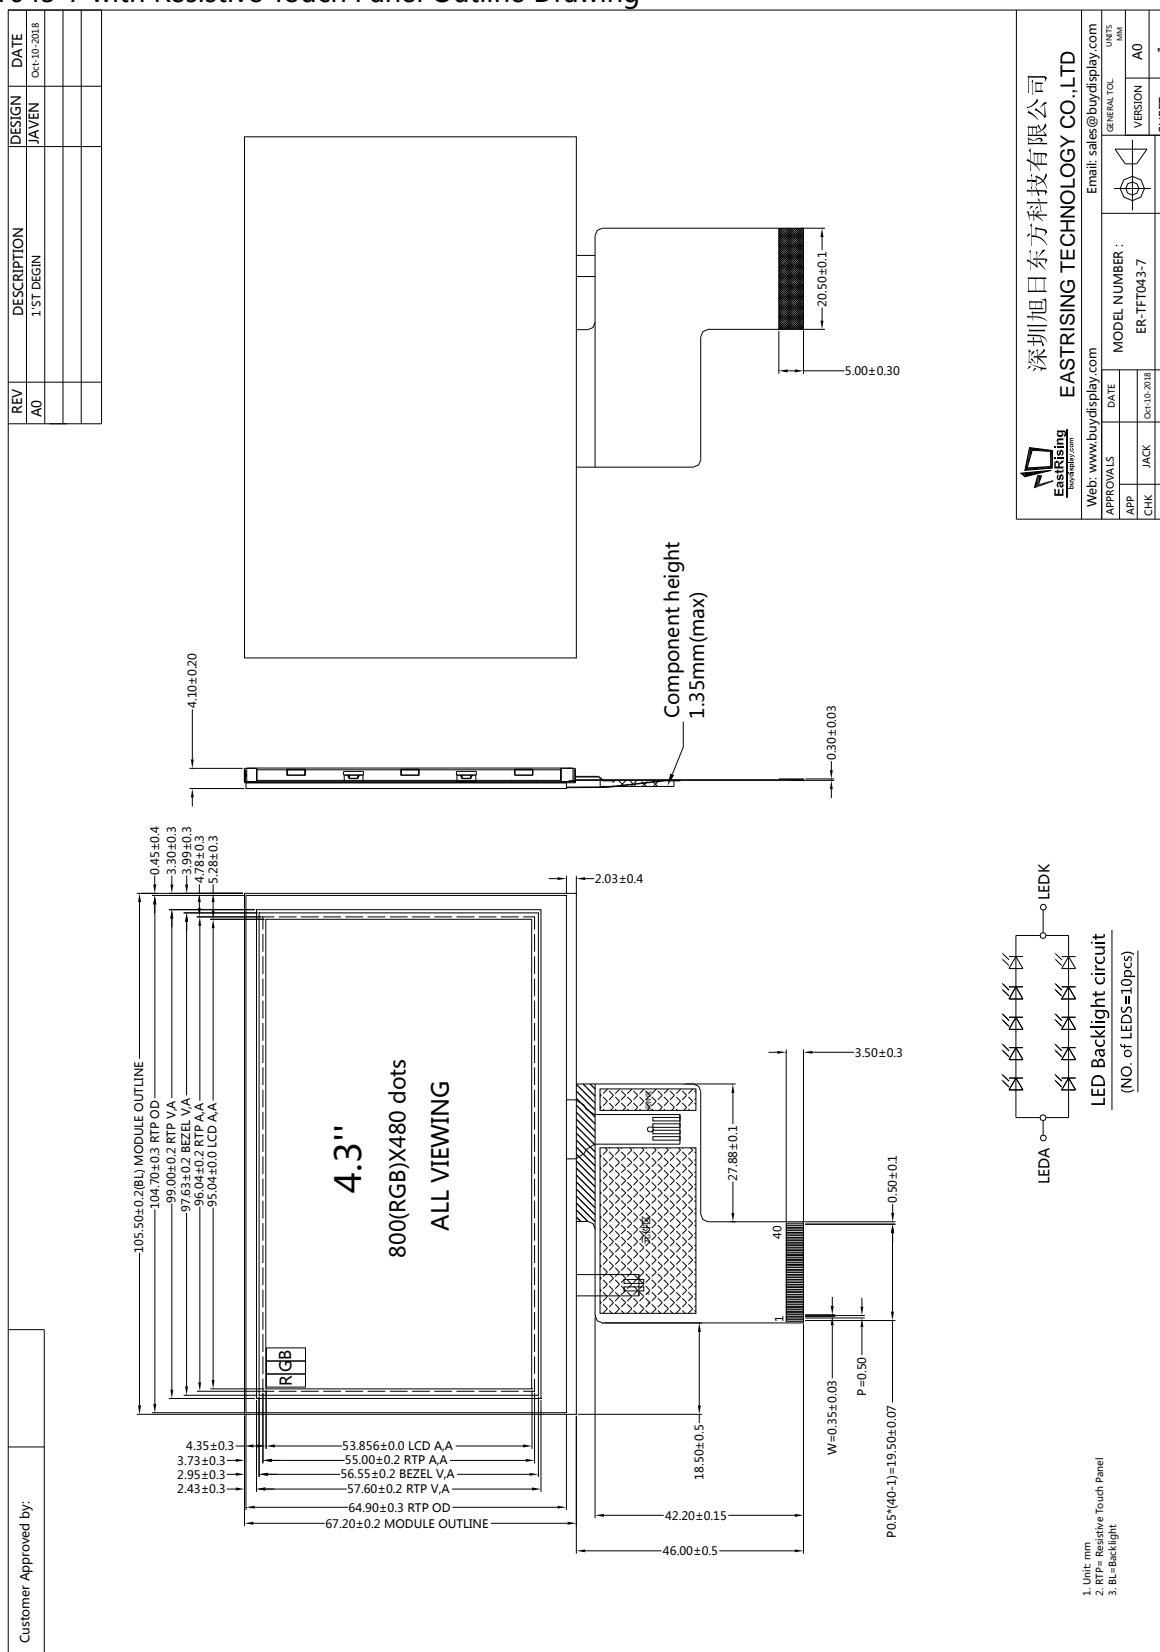 Customer Approved by:
REV DESCRIPTION DESIGN DATE
A0 1'ST DEGIN JAVEN Oct-10-2018
105.50±0.2(BL) MODULE OUTLINE
104.70±0.3 RTP OD
99.00±0.2 RTP V,A
97.63±0.2 BEZEL V,A
96.04±0.2 RTP A,A
95.04±0.0 LCD A,A
0.45±0.4
3.30±0.3
3.99±0.3
4.78±0.3
5.28±0.3
4.35±0.3
3.73±0.3
2.95±0.3
2.43±0.3
53.856±0.0 LCD A,A
55.00±0.2 RTP A,A
56.55±0.2 BEZEL V,A
57.60±0.2 RTP V,A
64.90±0.3 RTP OD
67.20±0.2 MODULE OUTLINE
R G B
4.3"
800(RGB)X480 dots
ALL VIEWING
2.03±0.4
4.10±0.20
Component height
1.35mm(max)
0.30±0.03
20.50±0.1
5.00±0.30
18.50±0.5
27.88±0.1
3.50±0.3
42.20±0.15
46.00±0.5
1
40
W=0.35±0.03
P=0.50
P0.5*(40-1)=19.50±0.07
0.50±0.1
LEDA
LEDK
LED Backlight circuit
(NO. of LEDS=10pcs)
1. Unit: mm
2. RTP= Resistive Touch Panel
3. BL=Backlight
EastRising
buydisplay.com
深圳旭日东方科技有限公司
EASTRISING TECHNOLOGY CO.,LTD
Web: www.buydisplay.com Email: sales@buydisplay.com
APPROVALS DATE
APP
CHK JACK Oct-10-2018
MODEL NUMBER :
ER-TFT043-7
GENERAL TOL. UNITS
MM
VERSION A0